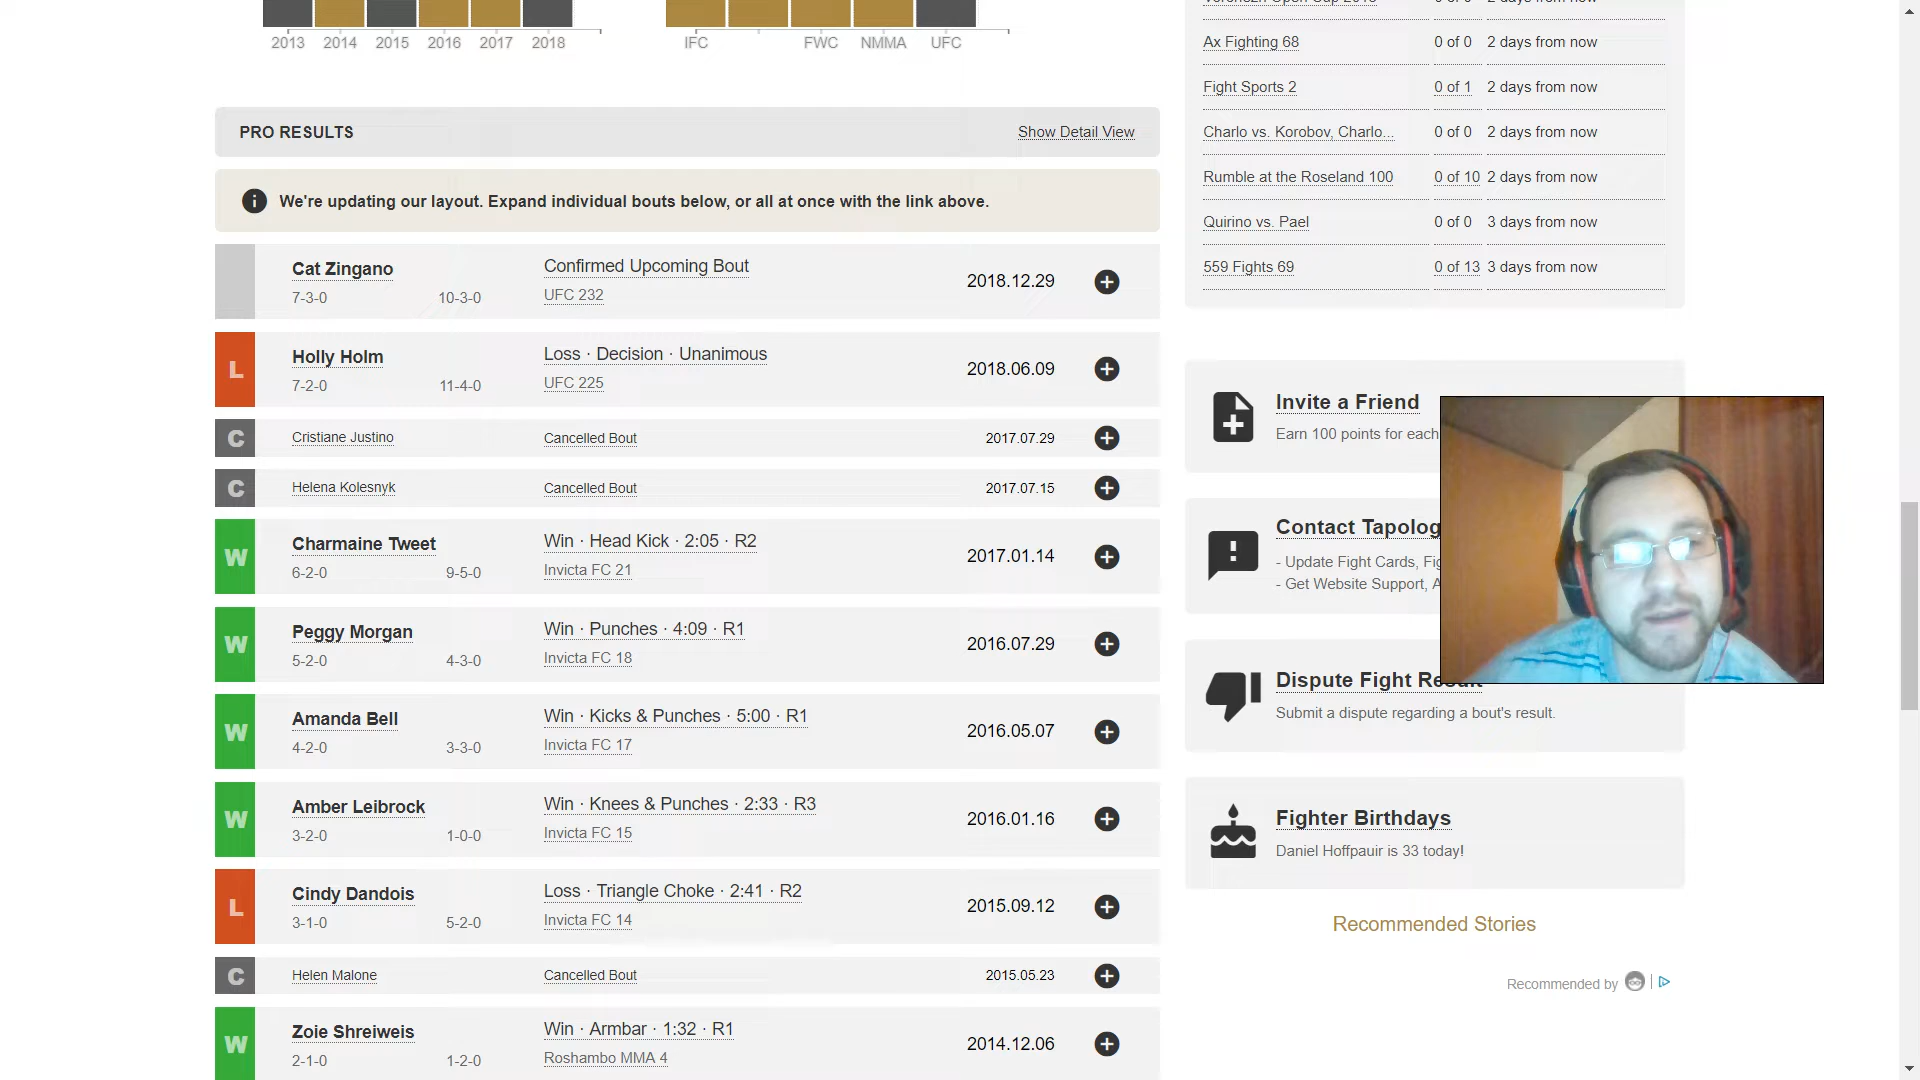 2013 2014 2015 2016 2017 2018
IFC FWC NMMA UFC
PRO RESULTS Show Detail View
We're updating our layout. Expand individual bouts below, or all at once with the link above.
Cat Zingano Confirmed Upcoming Bout 2018.12.29
7-3-0 10-3-0 UFC 232
L Holly Holm Loss · Decision · Unanimous 2018.06.09
7-2-0 11-4-0 UFC 225
C Cristiane Justino Cancelled Bout 2017.07.29
C Helena Kolesnyk Cancelled Bout 2017.07.15
W Charmaine Tweet Win · Head Kick · 2:05 · R2 2017.01.14
6-2-0 9-5-0 Invicta FC 21
W Peggy Morgan Win · Punches · 4:09 · R1 2016.07.29
5-2-0 4-3-0 Invicta FC 18
W Amanda Bell Win · Kicks & Punches · 5:00 · R1 2016.05.07
4-2-0 3-3-0 Invicta FC 17
W Amber Leibrock Win · Knees & Punches · 2:33 · R3 2016.01.16
3-2-0 1-0-0 Invicta FC 15
L Cindy Dandois Loss · Triangle Choke · 2:41 · R2 2015.09.12
3-1-0 5-2-0 Invicta FC 14
C Helen Malone Cancelled Bout 2015.05.23
W Zoie Shreiweis Win · Armbar · 1:32 · R1 2014.12.06
2-1-0 1-2-0 Roshambo MMA 4
Ax Fighting 68 0 of 0 2 days from now
Fight Sports 2 0 of 1 2 days from now
Charlo vs. Korobov, Charlo... 0 of 0 2 days from now
Rumble at the Roseland 100 0 of 10 2 days from now
Quirino vs. Pael 0 of 0 3 days from now
559 Fights 69 0 of 13 3 days from now
Invite a Friend
Earn 100 points for each
Contact Tapolog
- Update Fight Cards, Fig
- Get Website Support, A
Dispute Fight Result
Submit a dispute regarding a bout's result.
Fighter Birthdays
Daniel Hoffpauir is 33 today!
Recommended Stories
Recommended by